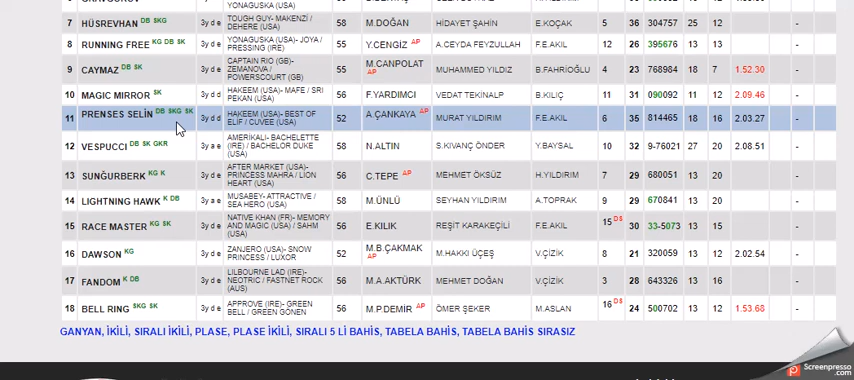 YONAGUSKA (USA)
7 HÜSREVHAN DB SKG 3y d e TOUGH GUY- MAKENZİ / DEHERE (USA) 58 M.DOĞAN HİDAYET ŞAHİN E.KOÇAK 5 36 304757 25 13 -
8 RUNNING FREE KG DB SK 3y d e YONAGUSKA (USA)- JOYA / PRESSING (IRE) 55 Y.CENGİZ AP A.CEYDA FEYZULLAH F.E.AKIL 12 26 395676 13 13 -
9 CAYMAZ DB SK 3y d e CAPTAIN RIO (GB)- ZEMANOVA / POWERSCOURT (GB) 55 M.CANPOLAT AP MUHAMMED YILDIZ B.FAHRİOĞLU 4 23 768984 18 7 1.52.30 -
10 MAGIC MIRROR SK 3y d d HAKEEM (USA)- MAFE / SRI PEKAN (USA) 56 F.YARDIMCI VEDAT TEKİNALP B.KILIÇ 11 31 090092 11 12 2.09.46 -
11 PRENSES SELİN DB SKG SK 3y d d HAKEEM (USA)- BEST OF ELIF / CUVEE (USA) 52 A.ÇANKAYA AP MURAT YILDIRIM F.E.AKIL 6 35 814465 18 16 2.03.27 -
12 VESPUCCI DB SK GKR 3y a e AMERİKALI- BACHELETTE (IRE) / BACHELOR DUKE (USA) 58 N.ALTIN S.KIVANÇ ÖNDER Y.BAYSAL 10 32 9-76021 27 20 2.08.51 -
13 SUNĞURBERK KG K 3y a e AFTER MARKET (USA)- PRINCESS MAHRA / LION HEART (USA) 56 C.TEPE AP MEHMET ÖKSÜZ H.YILDIRIM 7 29 680051 13 20 -
14 LIGHTNING HAWK K DB 3y a e MUSABEY- ATTRACTIVE / SEA HERO (USA) 58 M.ÜNLÜ SEYHAN YILDIRIM A.TOPRAK 9 29 670841 13 20 -
15 RACE MASTER KG SK 3y d e NATIVE KHAN (FR)- MEMORY AND MAGIC (USA) / SAHM (USA) 56 E.KILIK REŞİT KARAKEÇİLİ F.E.AKIL 15 DS 30 33-5073 13 15 -
16 DAWSON KG 3y d e ZANJERO (USA)- SNOW PRINCESS / LUXOR 52 M.B.ÇAKMAK AP M.HAKKI ÜÇEŞ V.ÇİZİK 8 21 320059 13 12 2.02.54 -
17 FANDOM K DB 3y d e LILBOURNE LAD (IRE)- NEOTRIC / FASTNET ROCK (AUS) 56 M.A.AKTÜRK MEHMET DOĞAN V.ÇİZİK 3 28 643326 13 16 -
18 BELL RING SKG SK 3y d e APPROVE (IRE)- GREEN BELL / GREEN GÖNEN 56 M.P.DEMİR AP ÖMER ŞEKER M.ASLAN 16 DS 24 500702 13 12 1.53.68 -
GANYAN, İKİLİ, SIRALI İKİLİ, PLASE, PLASE İKİLİ, SIRALI 5 Lİ BAHİS, TABELA BAHİS, TABELA BAHİS SIRASIZ
Screenpresso
.com